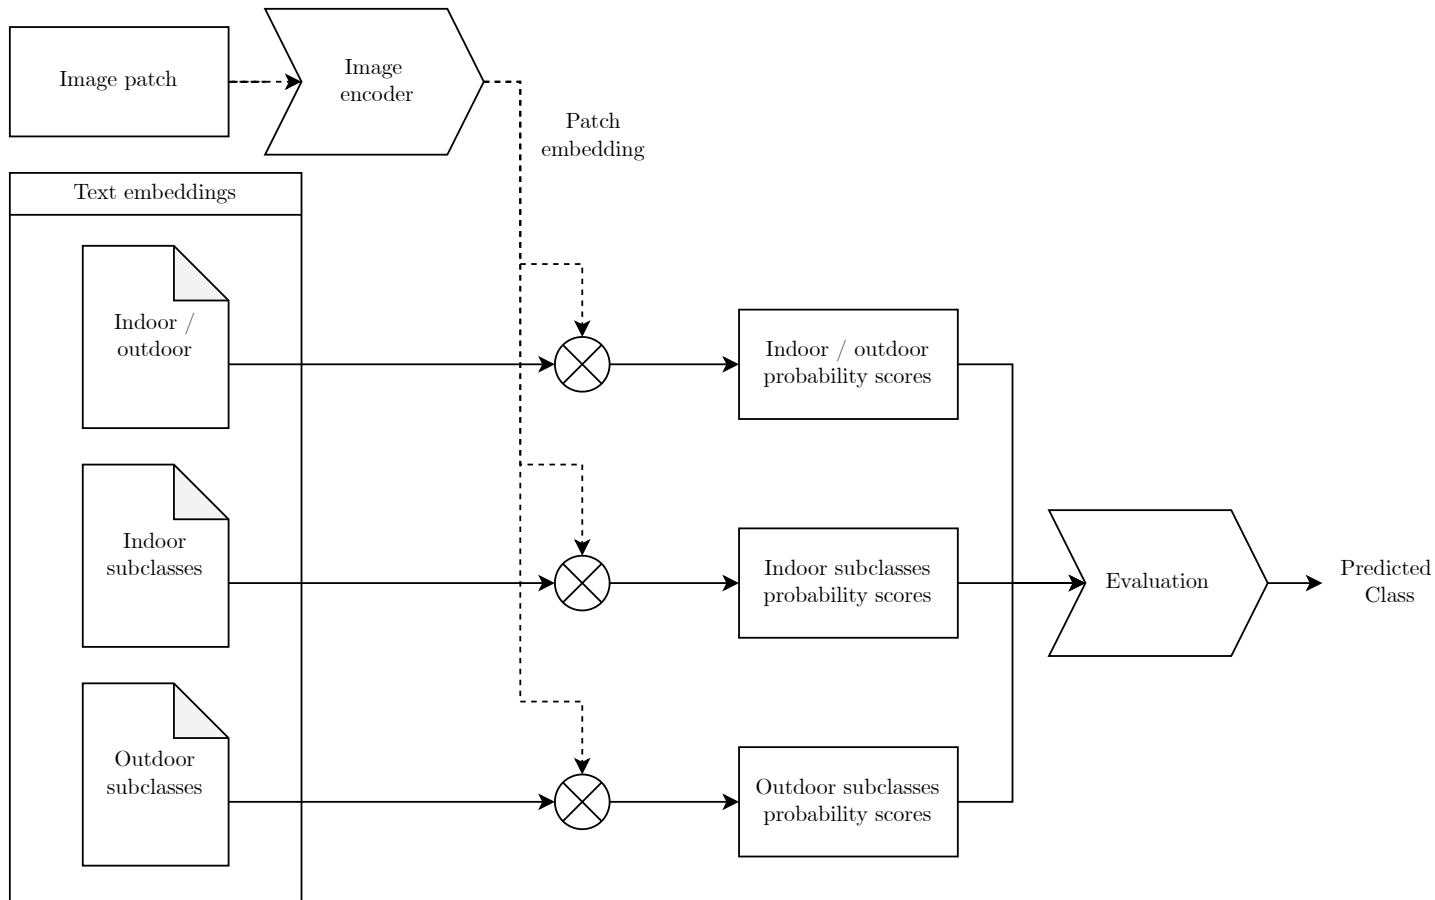 Image patch
Image
encoder
Patch
embedding
Text embeddings
Indoor /
outdoor
Indoor / outdoor
probability scores
Indoor
subclasses
Indoor subclasses
probability scores
Evaluation
Predicted
Class
Outdoor
subclasses
Outdoor subclasses
probability scores